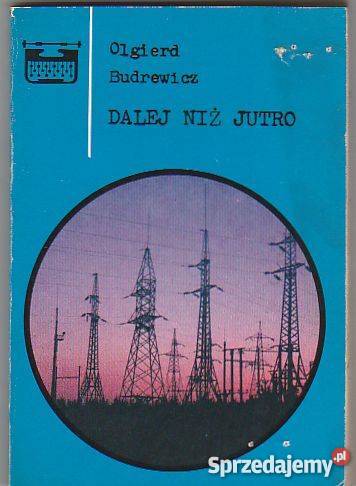 Olgierd
Budrewicz
DALEJ NIŻ JUTRO
Sprzedajemy.pl